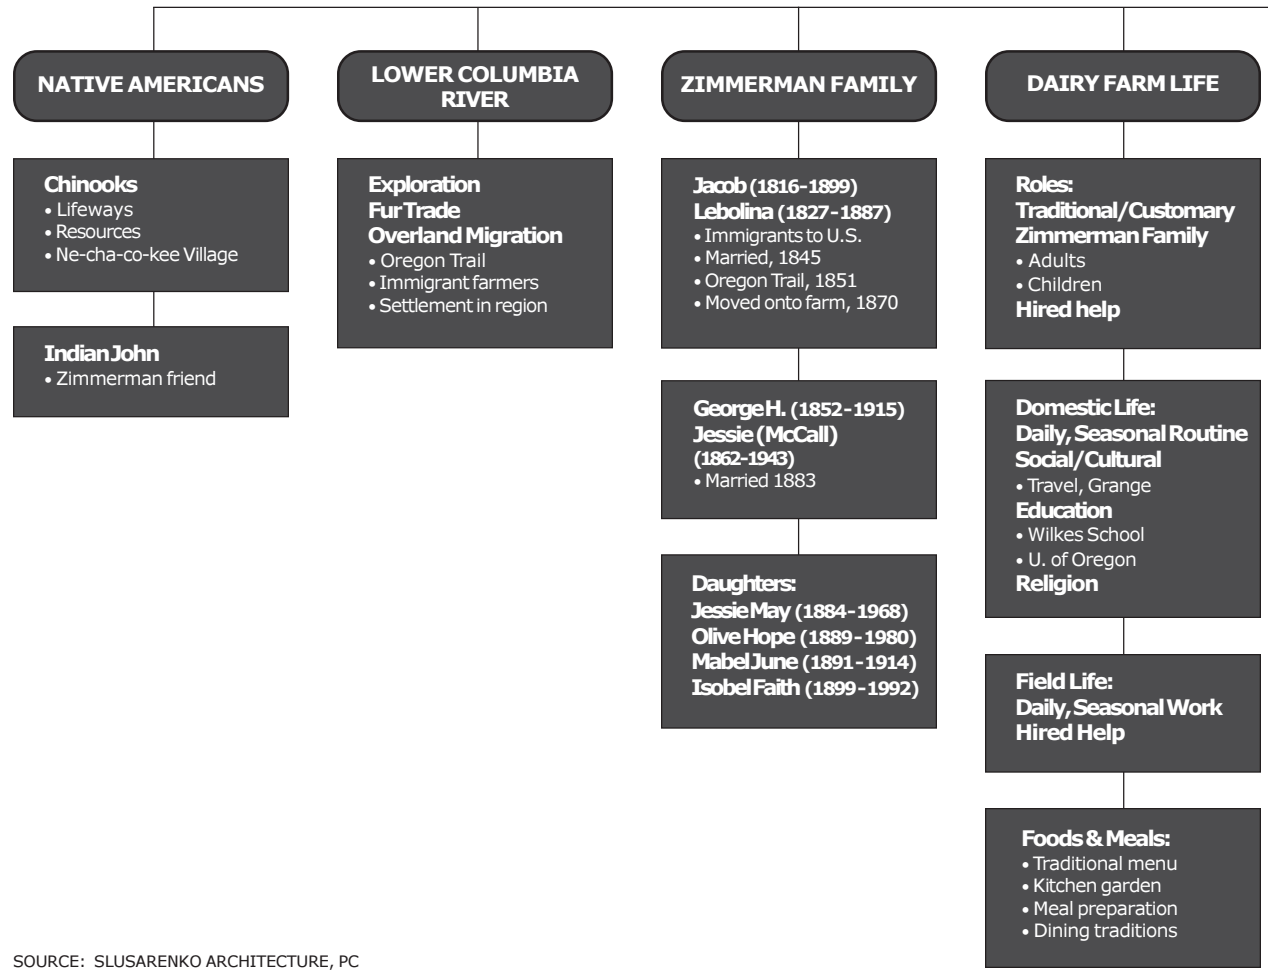 NATIVE AMERICANS
Chinooks
• Lifeways
• Resources
• Ne-cha-co-kee Village
Indian John
• Zimmerman friend
LOWER COLUMBIA
RIVER
Exploration
Fur Trade
Overland Migration
• Oregon Trail
• Immigrant farmers
• Settlement in region
ZIMMERMAN FAMILY
Jacob (1816-1899)
Lebolina (1827-1887)
• Immigrants to U.S.
• Married, 1845
• Oregon Trail, 1851
• Moved onto farm, 1870
George H. (1852-1915)
Jessie (McCall)
(1862-1943)
• Married 1883
Daughters:
Jessie May (1884-1968)
Olive Hope (1889-1980)
Mabel June (1891-1914)
Isobel Faith (1899-1992)
DAIRY FARM LIFE
Roles:
Traditional/Customary
Zimmerman Family
• Adults
• Children
Hired help
Domestic Life:
Daily, Seasonal Routine
Social/Cultural
• Travel, Grange
Education
• Wilkes School
• U. of Oregon
Religion
Field Life:
Daily, Seasonal Work
Hired Help
Foods & Meals:
• Traditional menu
• Kitchen garden
• Meal preparation
• Dining traditions
SOURCE: SLUSARENKO ARCHITECTURE, PC